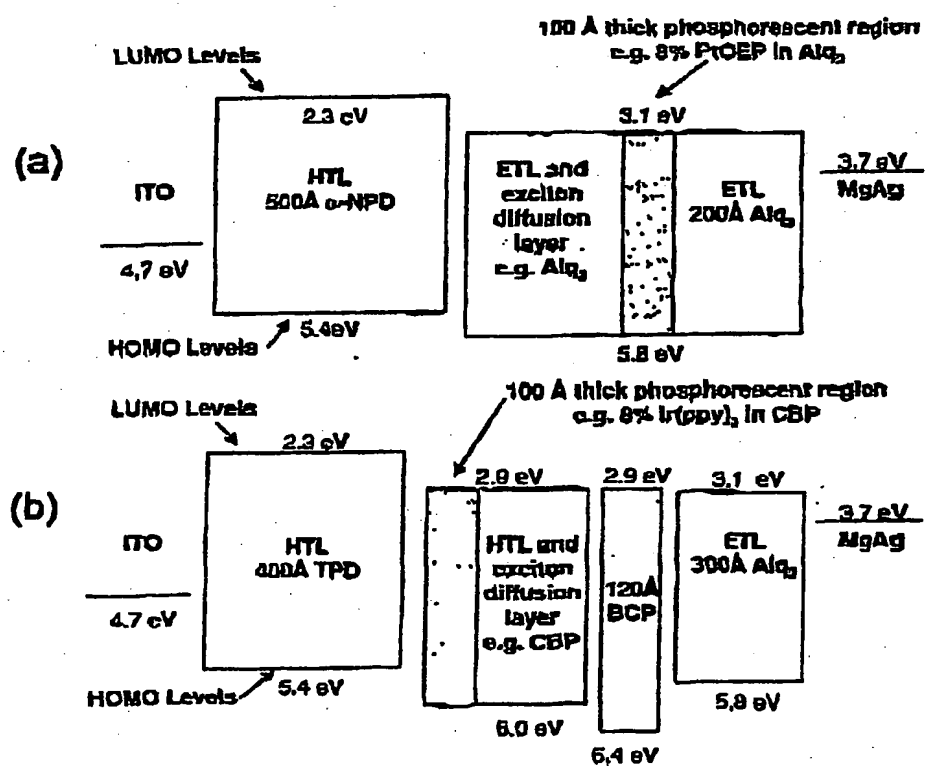 100 Å thick phosphorescent region
e.g. 8% PtOEP in Alq₃
LUMO Levels
2.3 eV
3.1 eV
(a)
ITO
HTL
500Å α-NPD
ETL and
exciton
diffusion
layer
e.g. Alq₃
ETL
200Å Alq₃
3.7 eV
MgAg
4.7 eV
5.4eV
HOMO Levels
5.8 eV
100 Å thick phosphorescent region
e.g. 8% Ir(ppy)₃ in CBP
LUMO Levels
2.3 eV
2.9 eV
3.1 eV
(b)
ITO
HTL
400Å TPD
HTL and
exciton
diffusion
layer
e.g. CBP
120Å
BCP
ETL
300Å Alq₃
3.7 eV
MgAg
4.7 eV
5.4 eV
HOMO Levels
6.0 eV
6.4 eV
5.8 eV